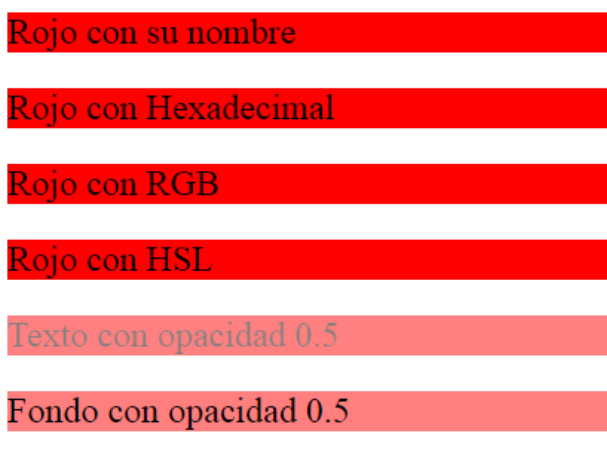 Rojo con su nombre
Rojo con Hexadecimal
Rojo con RGB
Rojo con HSL
Texto con opacidad 0.5
Fondo con opacidad 0.5